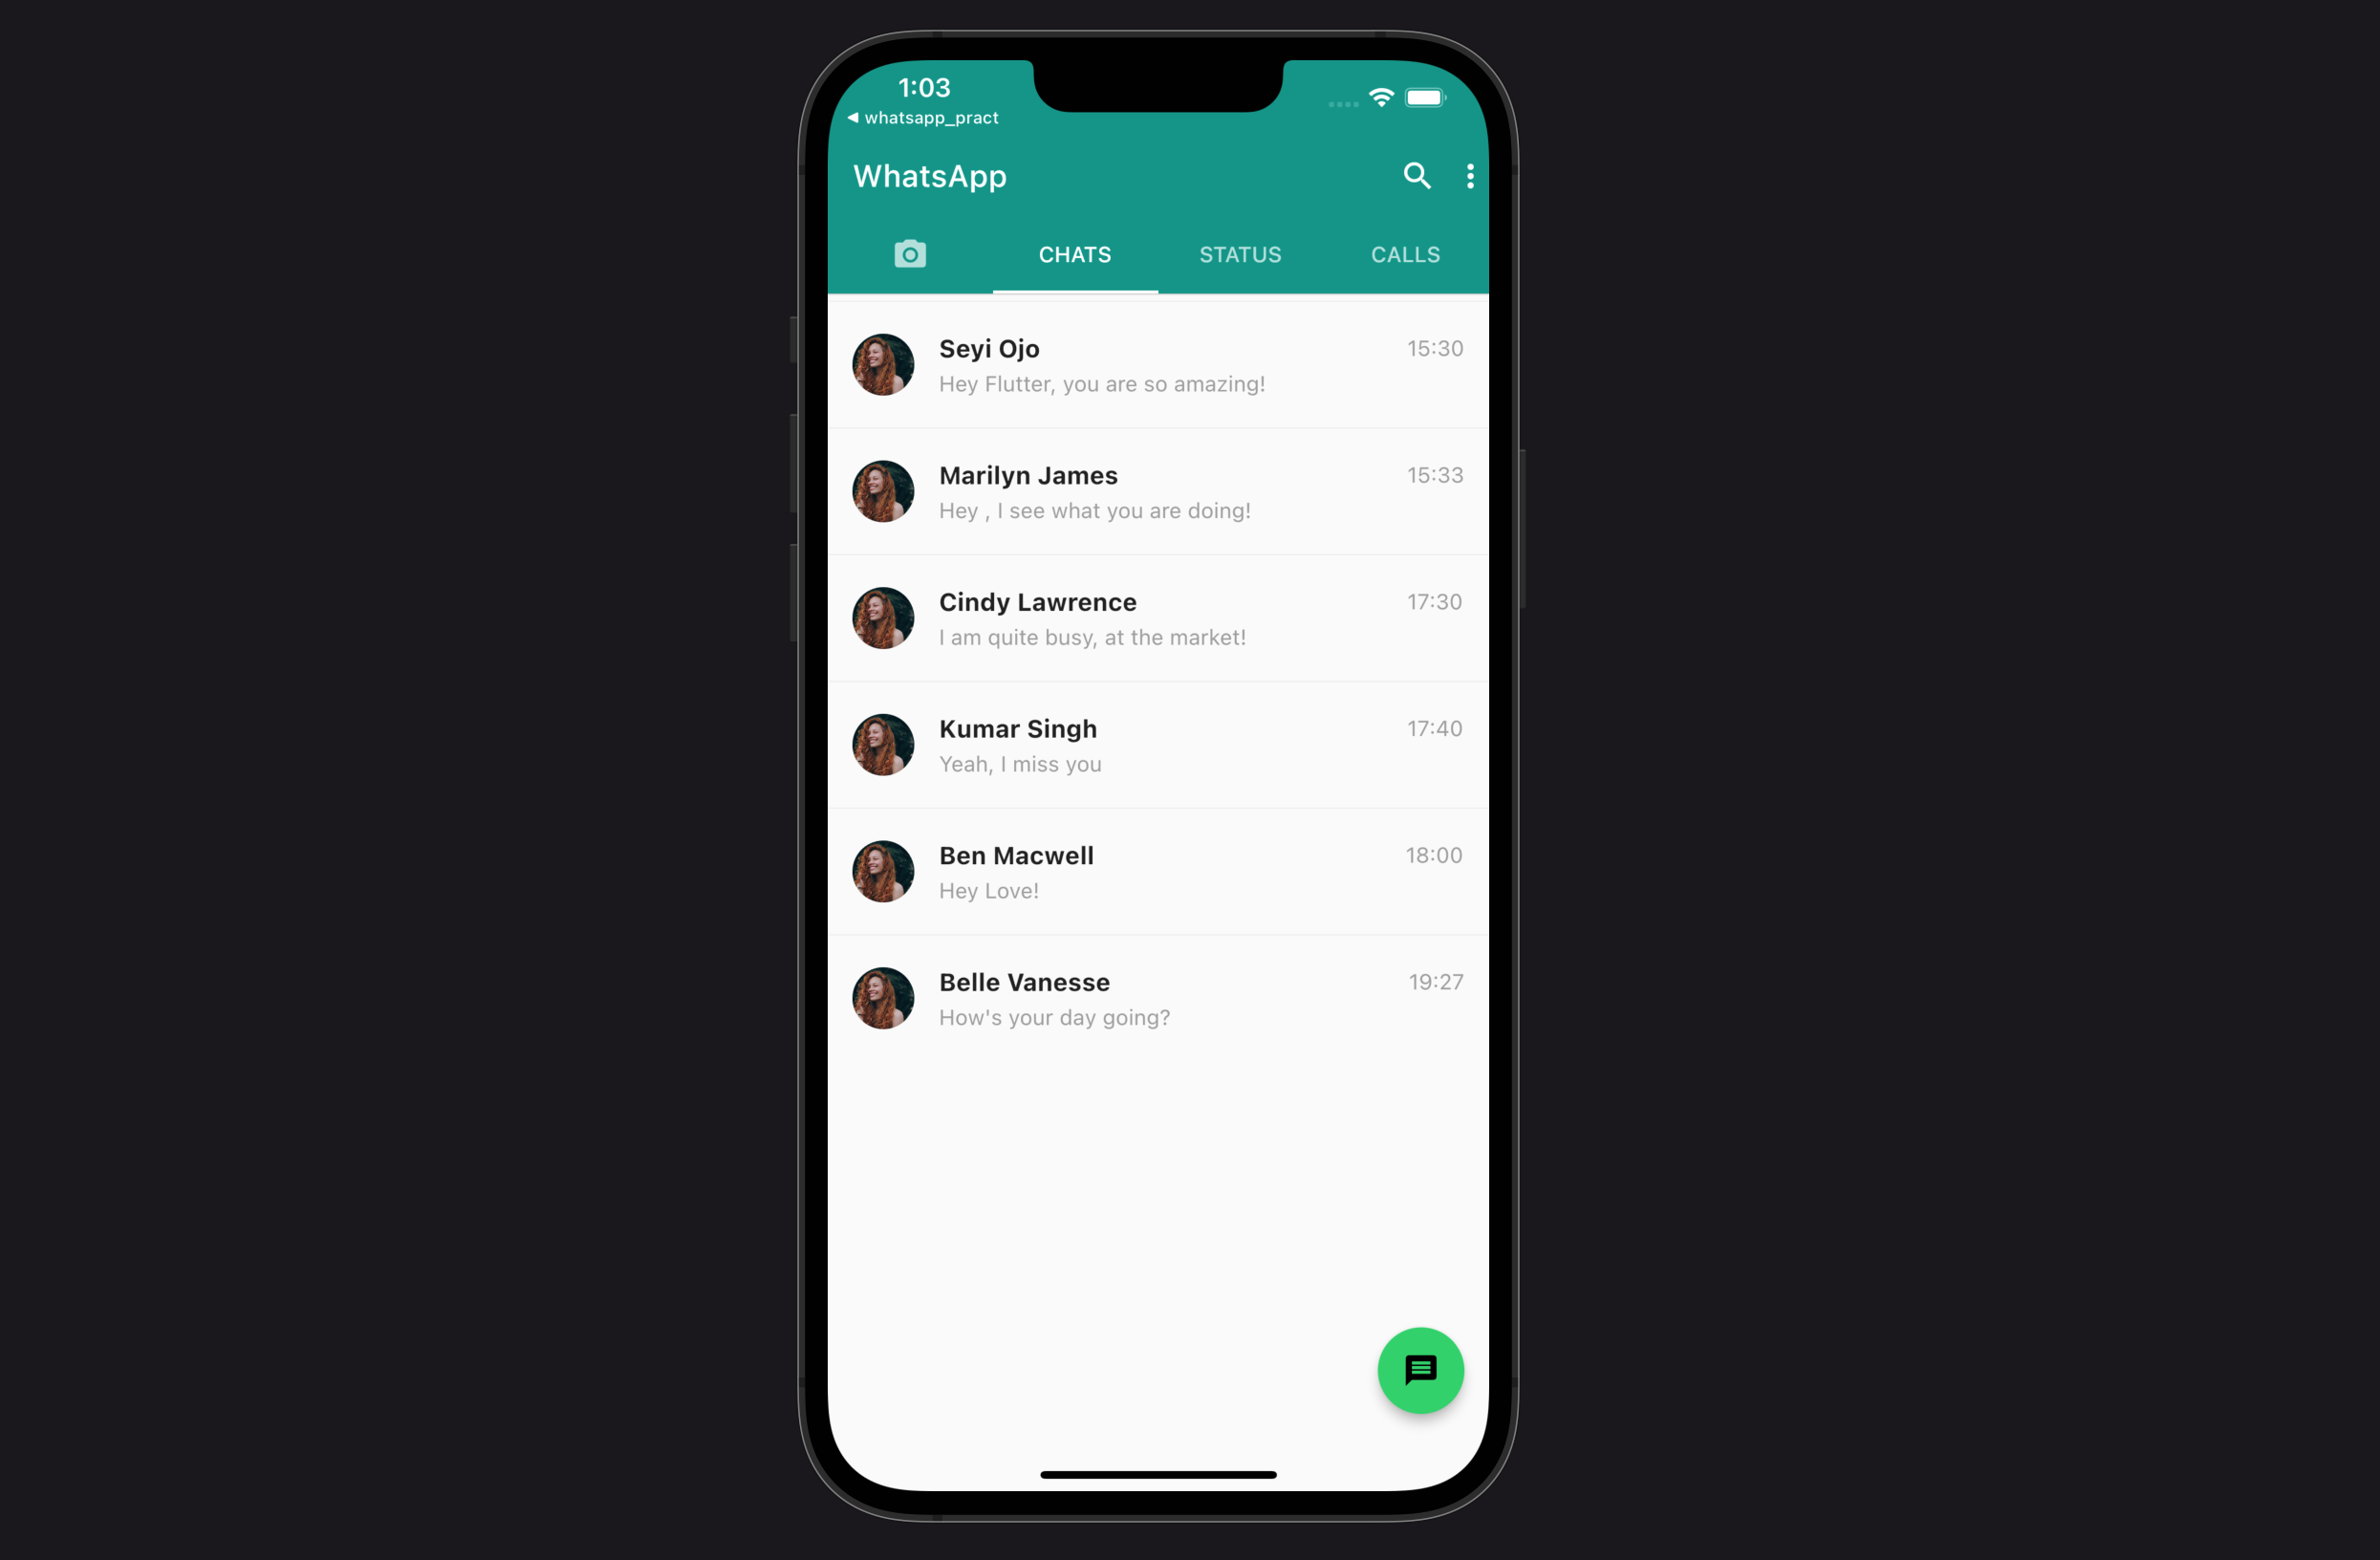 1:03
whatsapp_pract
WhatsApp
CHATS STATUS CALLS
Seyi Ojo 15:30
Hey Flutter, you are so amazing!
Marilyn James 15:33
Hey , I see what you are doing!
Cindy Lawrence 17:30
I am quite busy, at the market!
Kumar Singh 17:40
Yeah, I miss you
Ben Macwell 18:00
Hey Love!
Belle Vanesse 19:27
How's your day going?